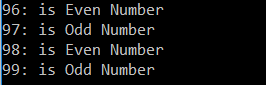 96: is Even Number
97: is Odd Number
98: is Even Number
99: is Odd Number